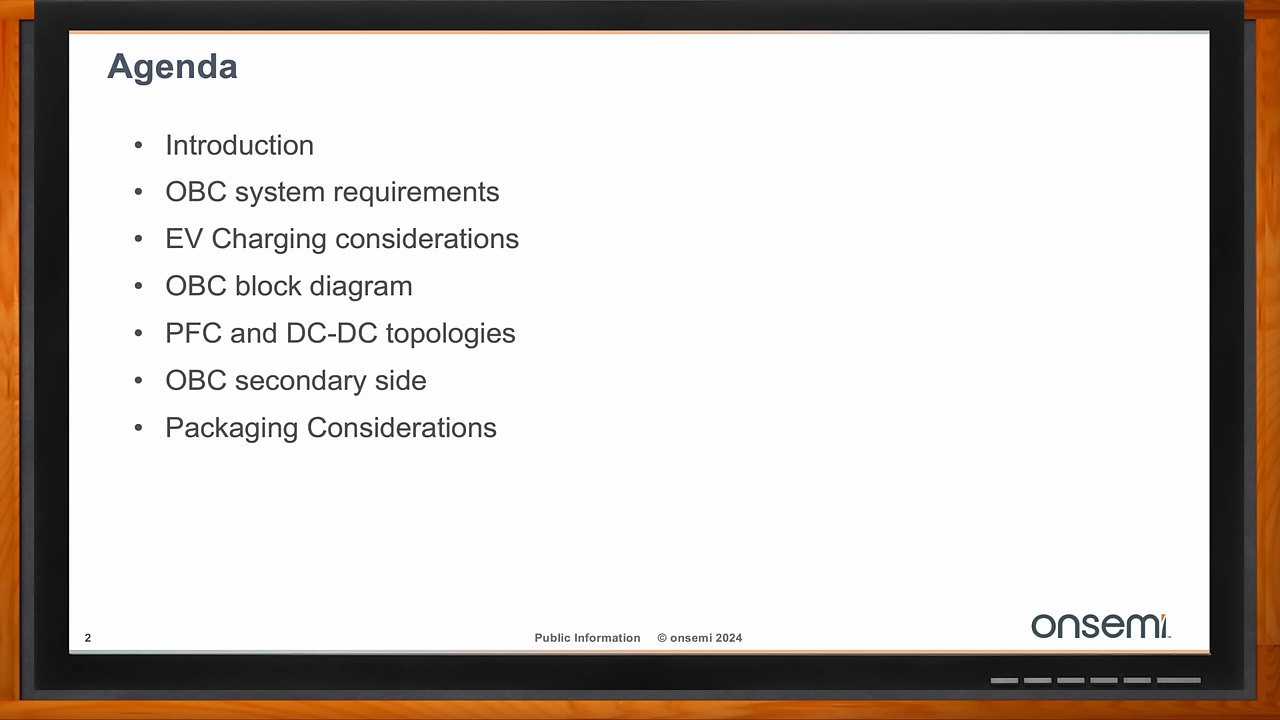 Agenda
• Introduction
• OBC system requirements
• EV Charging considerations
• OBC block diagram
• PFC and DC-DC topologies
• OBC secondary side
• Packaging Considerations
2
Public Information © onsemi 2024
onsemi